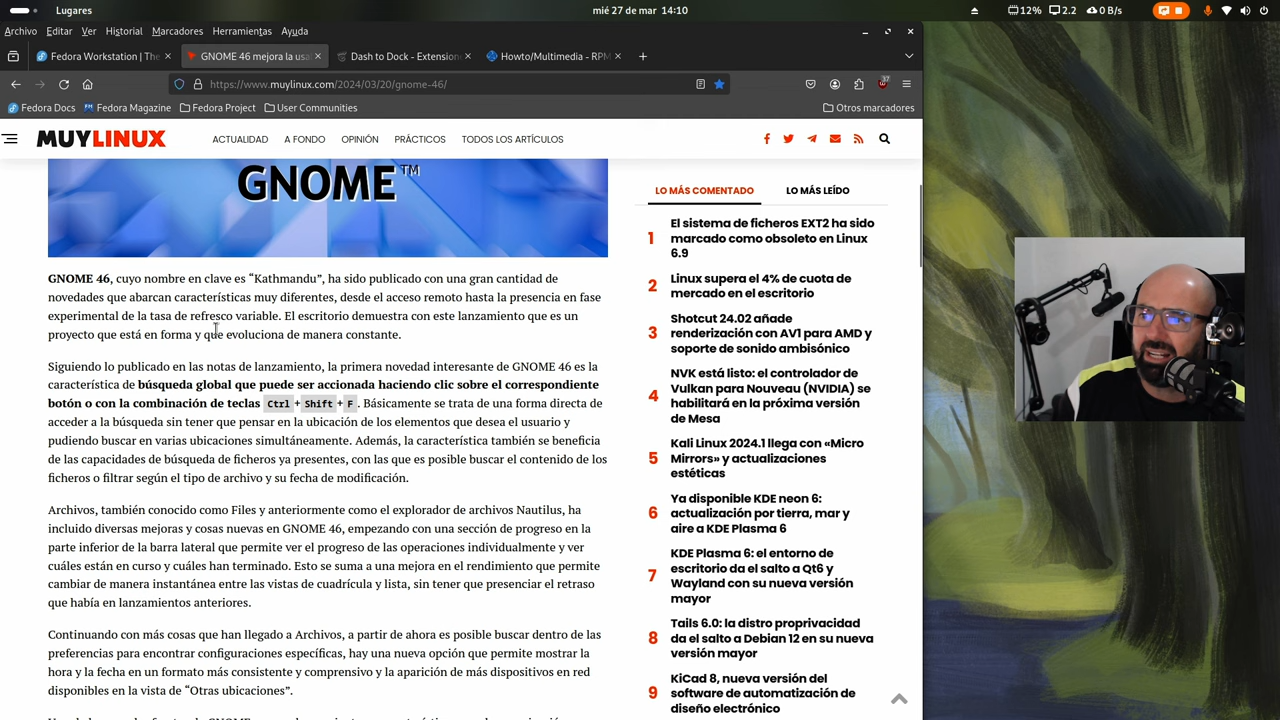 Lugares
mié 27 de mar 14:10
12% 2.2 0 B/s
Archivo Editar Ver Historial Marcadores Herramientas Ayuda
Fedora Workstation | The
GNOME 46 mejora la usa
Dash to Dock - Extension
Howto/Multimedia - RPM
https://www.muylinux.com/2024/03/20/gnome-46/
37
Fedora Docs Fedora Magazine Fedora Project User Communities
Otros marcadores
MUYLINUX
ACTUALIDAD A FONDO OPINIÓN PRÁCTICOS TODOS LOS ARTÍCULOS
GNOME™
GNOME 46, cuyo nombre en clave es “Kathmandu”, ha sido publicado con una gran cantidad de
novedades que abarcan características muy diferentes, desde el acceso remoto hasta la presencia en fase
experimental de la tasa de refresco variable. El escritorio demuestra con este lanzamiento que es un
proyecto que está en forma y que evoluciona de manera constante.
Siguiendo lo publicado en las notas de lanzamiento, la primera novedad interesante de GNOME 46 es la
característica de búsqueda global que puede ser accionada haciendo clic sobre el correspondiente
botón o con la combinación de teclas Ctrl + Shift + F . Básicamente se trata de una forma directa de
acceder a la búsqueda sin tener que pensar en la ubicación de los elementos que desea el usuario y
pudiendo buscar en varias ubicaciones simultáneamente. Además, la característica también se beneficia
de las capacidades de búsqueda de ficheros ya presentes, con las que es posible buscar el contenido de los
ficheros o filtrar según el tipo de archivo y su fecha de modificación.
Archivos, también conocido como Files y anteriormente como el explorador de archivos Nautilus, ha
incluido diversas mejoras y cosas nuevas en GNOME 46, empezando con una sección de progreso en la
parte inferior de la barra lateral que permite ver el progreso de las operaciones individualmente y ver
cuáles están en curso y cuáles han terminado. Esto se suma a una mejora en el rendimiento que permite
cambiar de manera instantánea entre las vistas de cuadrícula y lista, sin tener que presenciar el retraso
que había en lanzamientos anteriores.
Continuando con más cosas que han llegado a Archivos, a partir de ahora es posible buscar dentro de las
preferencias para encontrar configuraciones específicas, hay una nueva opción que permite mostrar la
hora y la fecha en un formato más consistente y comprensivo y la aparición de más dispositivos en red
disponibles en la vista de “Otras ubicaciones”.
LO MÁS COMENTADO LO MÁS LEÍDO
1 El sistema de ficheros EXT2 ha sido
marcado como obsoleto en Linux
6.9
2 Linux supera el 4% de cuota de
mercado en el escritorio
3 Shotcut 24.02 añade
renderización con AV1 para AMD y
soporte de sonido ambisónico
4 NVK está listo: el controlador de
Vulkan para Nouveau (NVIDIA) se
habilitará en la próxima versión
de Mesa
5 Kali Linux 2024.1 llega con «Micro
Mirrors» y actualizaciones
estéticas
6 Ya disponible KDE neon 6:
actualización por tierra, mar y
aire a KDE Plasma 6
7 KDE Plasma 6: el entorno de
escritorio da el salto a Qt6 y
Wayland con su nueva versión
mayor
8 Tails 6.0: la distro proprivacidad
da el salto a Debian 12 en su nueva
versión mayor
9 KiCad 8, nueva versión del
software de automatización de
diseño electrónico